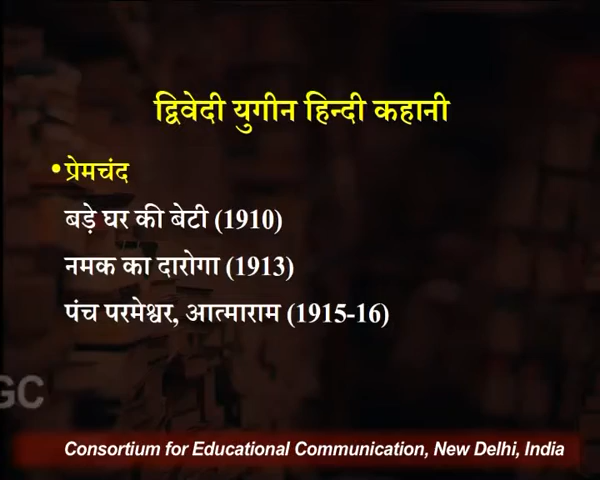 द्विवेदी युगीन हिन्दी कहानी
•प्रेमचंद
बड़े घर की बेटी (1910)
नमक का दारोगा (1913)
पंच परमेश्वर, आत्माराम (1915-16)
GC
Consortium for Educational Communication, New Delhi, India